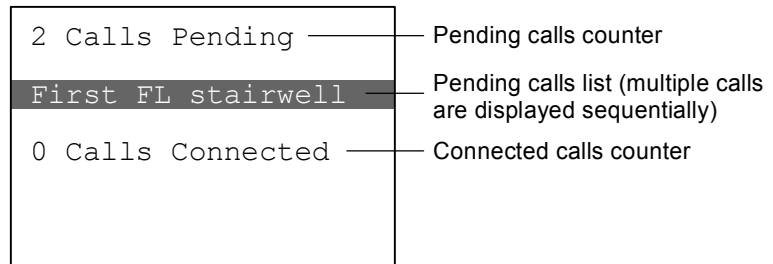 2 Calls Pending
Pending calls counter
First FL stairwell
Pending calls list (multiple calls
are displayed sequentially)
0 Calls Connected
Connected calls counter